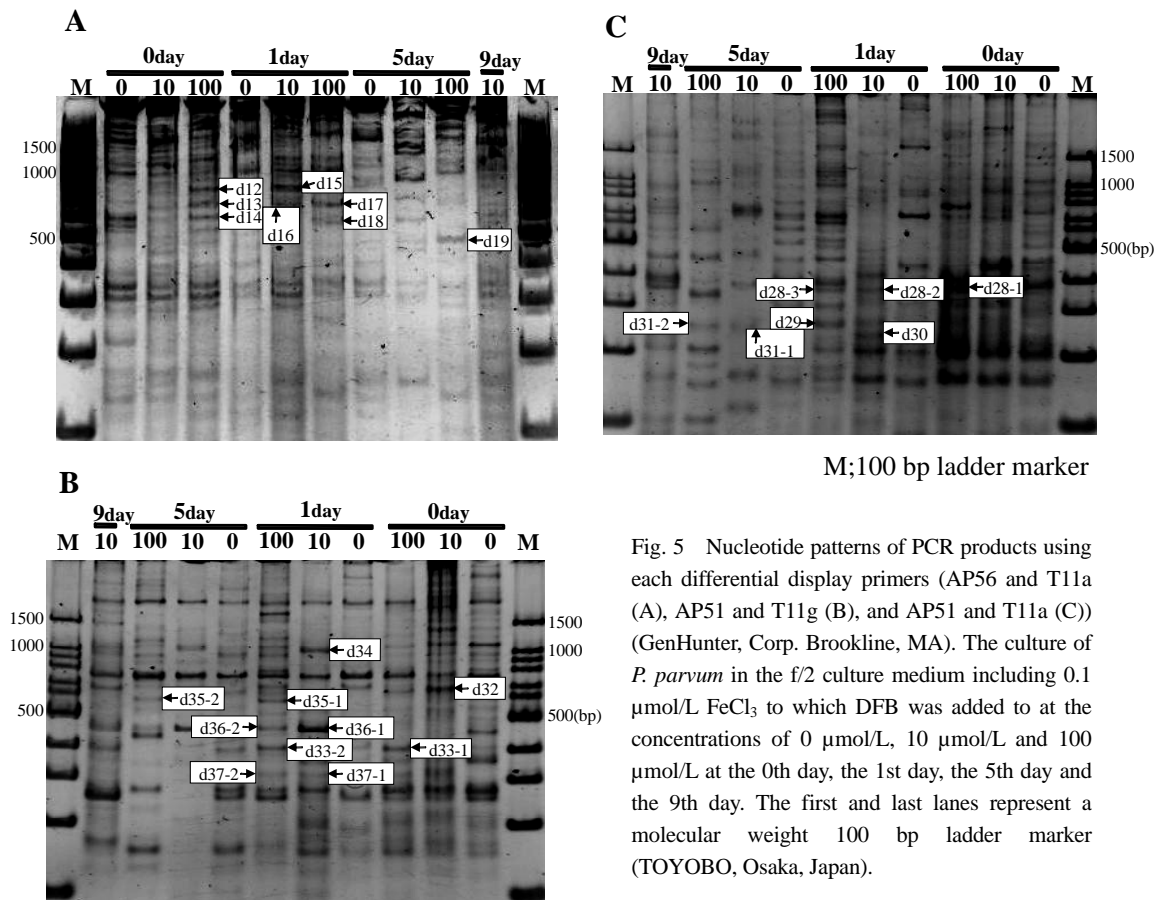 A
0day 1day 5day 9day
M 0 10 100 0 10 100 0 10 100 10 M
1500
1000
500
d12
d13
d14
d15
d16
d17
d18
d19
C
9day 5day 1day 0day
M 10 100 10 0 100 10 0 100 10 0 M
1500
1000
500(bp)
d28-3
d28-2
d28-1
d31-2
d29
d30
d31-1
M;100 bp ladder marker
B
9day 5day 1day 0day
M 10 100 10 0 100 10 0 100 10 0 M
1500
1000
500
1500
1000
500(bp)
d34
d32
d35-2
d35-1
d36-2
d36-1
d33-2
d33-1
d37-2
d37-1
Fig. 5 Nucleotide patterns of PCR products using
each differential display primers (AP56 and T11a
(A), AP51 and T11g (B), and AP51 and T11a (C))
(GenHunter, Corp. Brookline, MA). The culture of
P. parvum in the f/2 culture medium including 0.1
µmol/L FeCl₃ to which DFB was added to at the
concentrations of 0 µmol/L, 10 µmol/L and 100
µmol/L at the 0th day, the 1st day, the 5th day and
the 9th day. The first and last lanes represent a
molecular weight 100 bp ladder marker
(TOYOBO, Osaka, Japan).